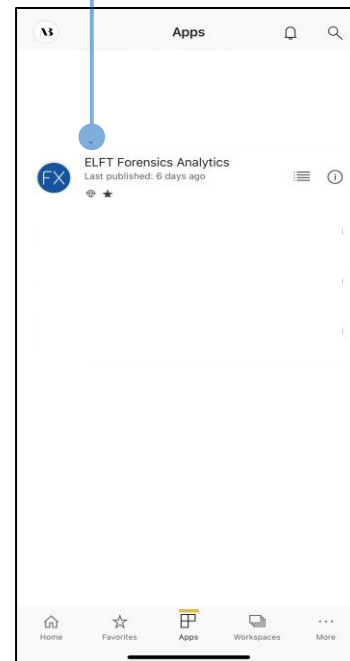 AB
Apps
FX
ELFT Forensics Analytics
Last published: 6 days ago
Home
Favorites
Apps
Workspaces
More